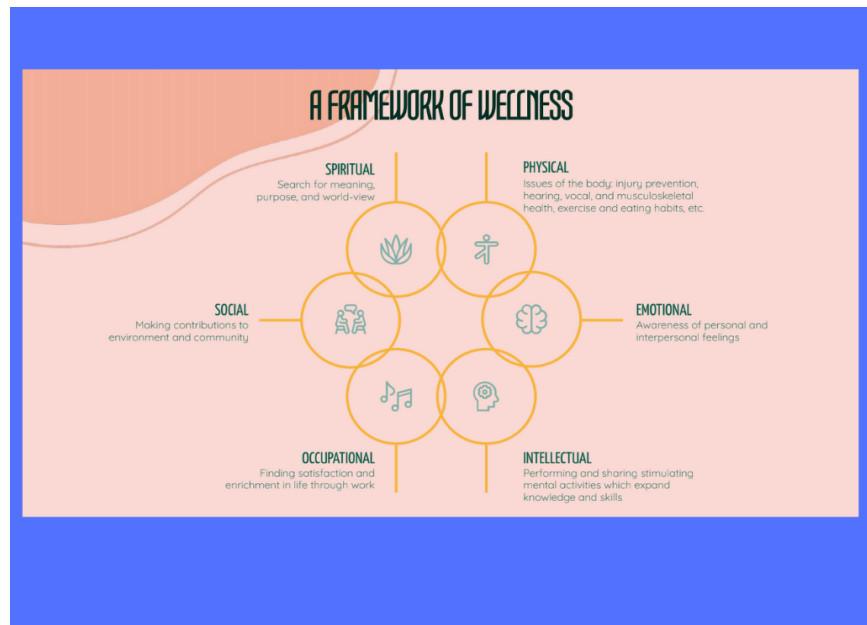 A FRAMEWORK OF WELLNESS
SPIRITUAL
Search for meaning,
purpose, and world-view
PHYSICAL
Issues of the body: injury prevention,
hearing, vocal, and musculoskeletal
health, exercise and eating habits, etc.
SOCIAL
Making contributions to
environment and community
EMOTIONAL
Awareness of personal and
interpersonal feelings
OCCUPATIONAL
Finding satisfaction and
enrichment in life through work
INTELLECTUAL
Performing and sharing stimulating
mental activities which expand
knowledge and skills